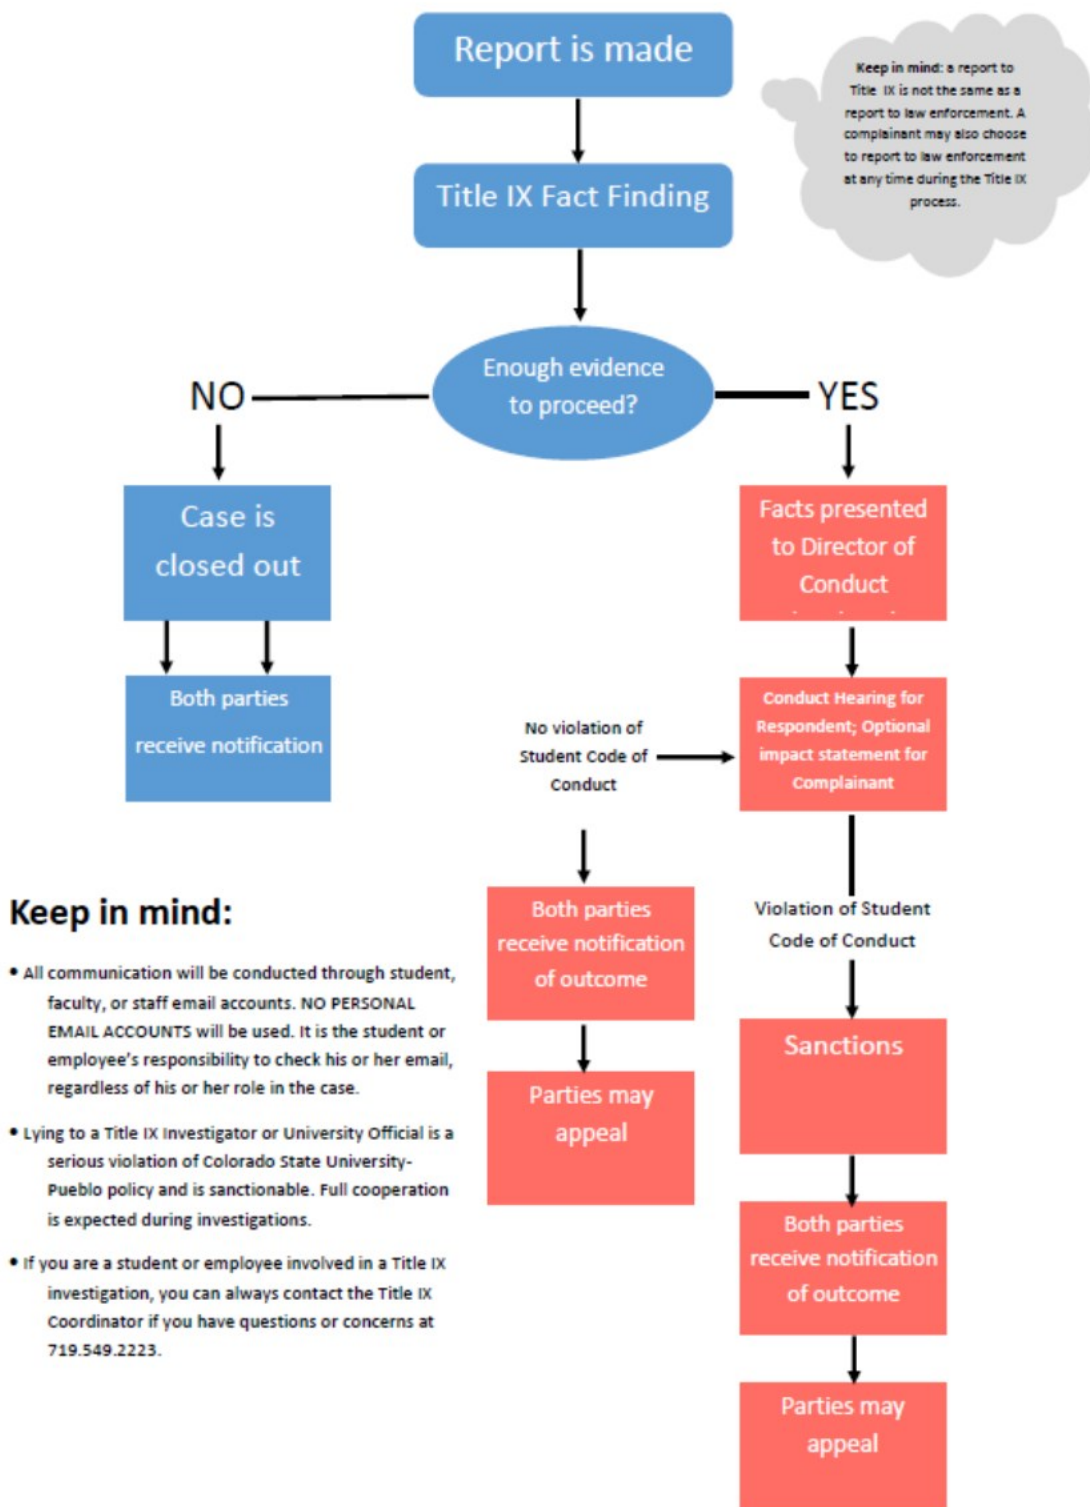 Report is made
Keep in mind: a report to
Title IX is not the same as a
report to law enforcement. A
complainant may also choose
to report to law enforcement
at any time during the Title IX
process.
Title IX Fact Finding
Enough evidence
to proceed?
NO
YES
Case is
closed out
Facts presented
to Director of
Conduct
Both parties
receive notification
No violation of
Student Code of
Conduct
Conduct Hearing for
Respondent; Optional
impact statement for
Complainant
Both parties
receive notification
of outcome
Violation of Student
Code of Conduct
Parties may
appeal
Sanctions
Both parties
receive notification
of outcome
Parties may
appeal
Keep in mind:
• All communication will be conducted through student,
faculty, or staff email accounts. NO PERSONAL
EMAIL ACCOUNTS will be used. It is the student or
employee's responsibility to check his or her email,
regardless of his or her role in the case.
• Lying to a Title IX Investigator or University Official is a
serious violation of Colorado State University-
Pueblo policy and is sanctionable. Full cooperation
is expected during investigations.
• If you are a student or employee involved in a Title IX
investigation, you can always contact the Title IX
Coordinator if you have questions or concerns at
719.549.2223.